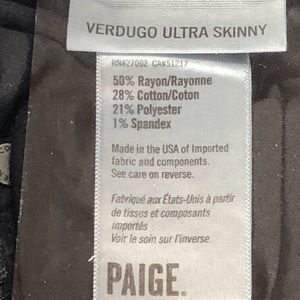 VERDUGO ULTRA SKINNY
RN#27002 CA#51217
50% Rayon/Rayonne
28% Cotton/Coton
21% Polyester
1% Spandex
Made in the USA of Imported
fabric and components.
See care on reverse.
Fabriqué aux États-Unis à partir
de tissus et composants
importés
Voir le soin sur l'inverse.
PAIGE